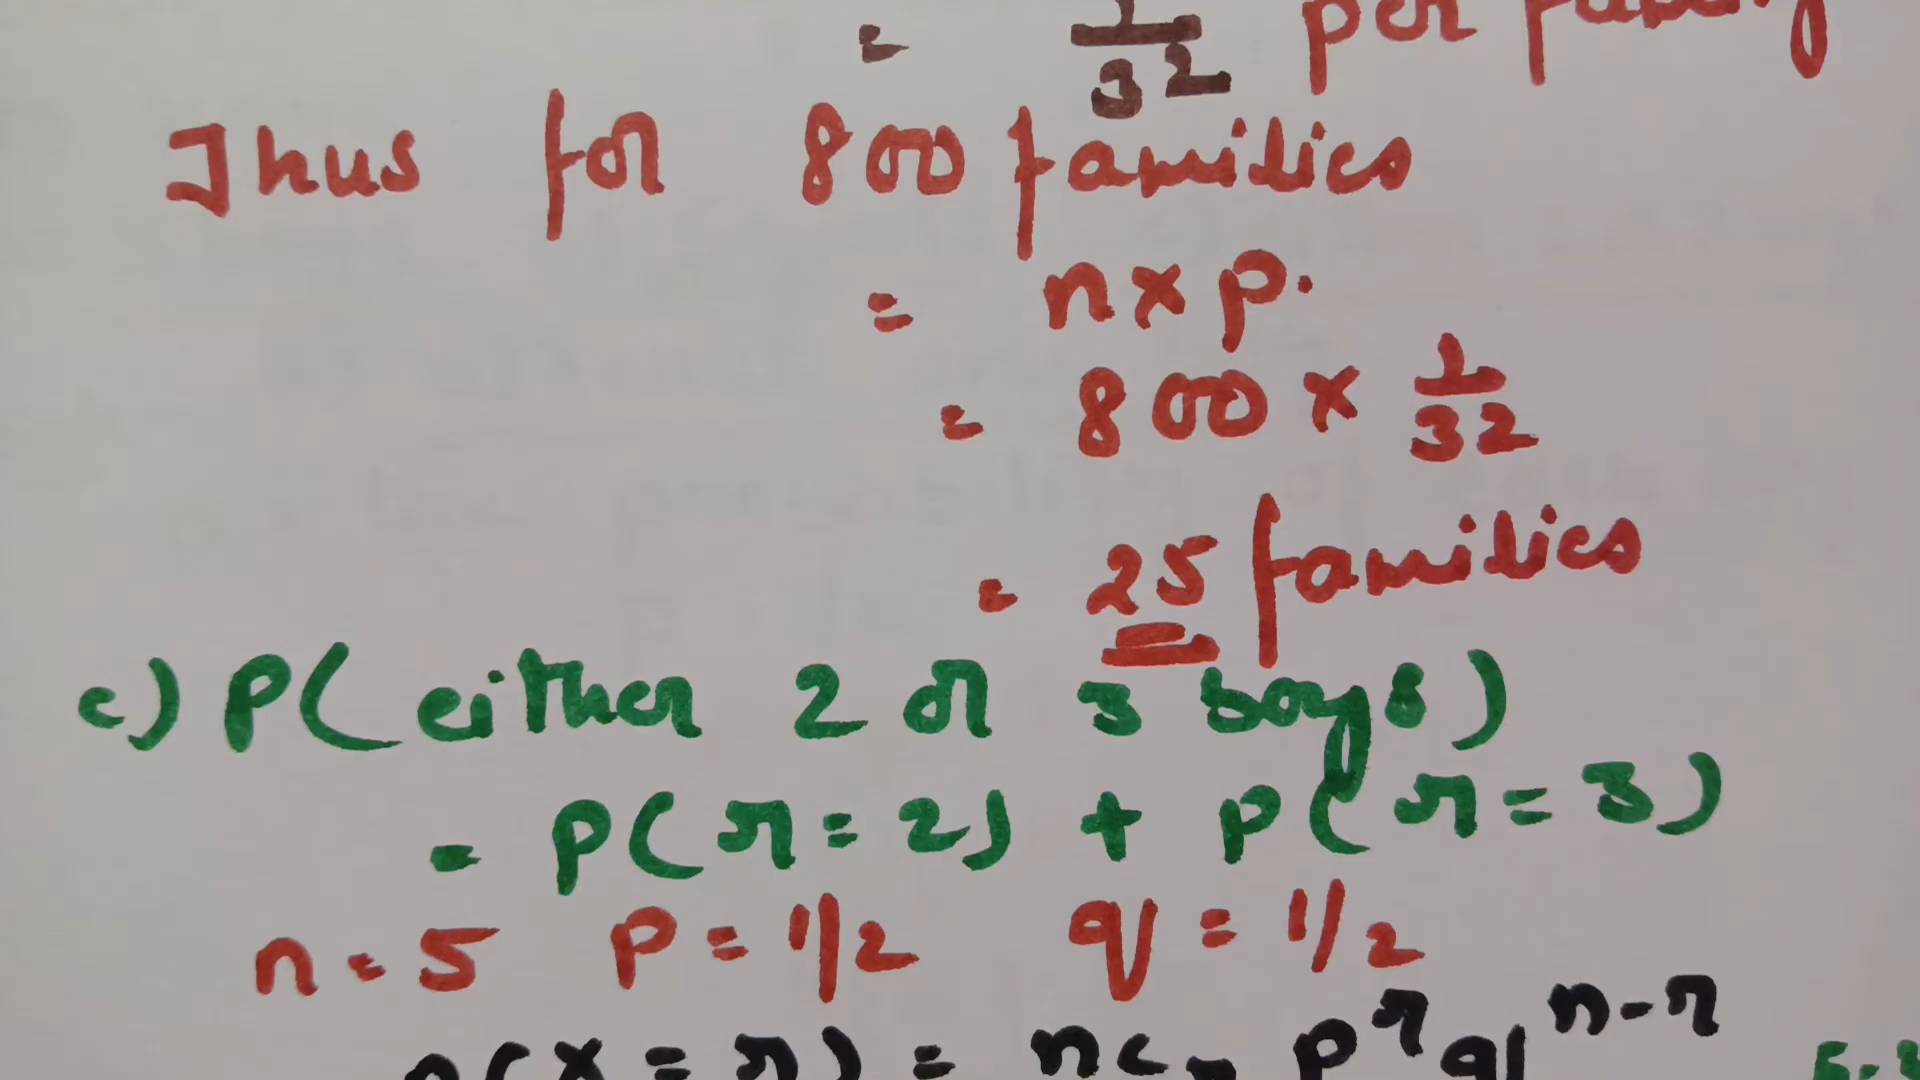 = 1/32 per family
Thus for 800 families
= n × p.
= 800 × 1/32
= 25 families
c) P( either 2 or 3 boys )
= P( r = 2 ) + P( r = 3 )
n = 5 p = 1/2 q = 1/2
p(x = r) = nCr p^r q^n-r